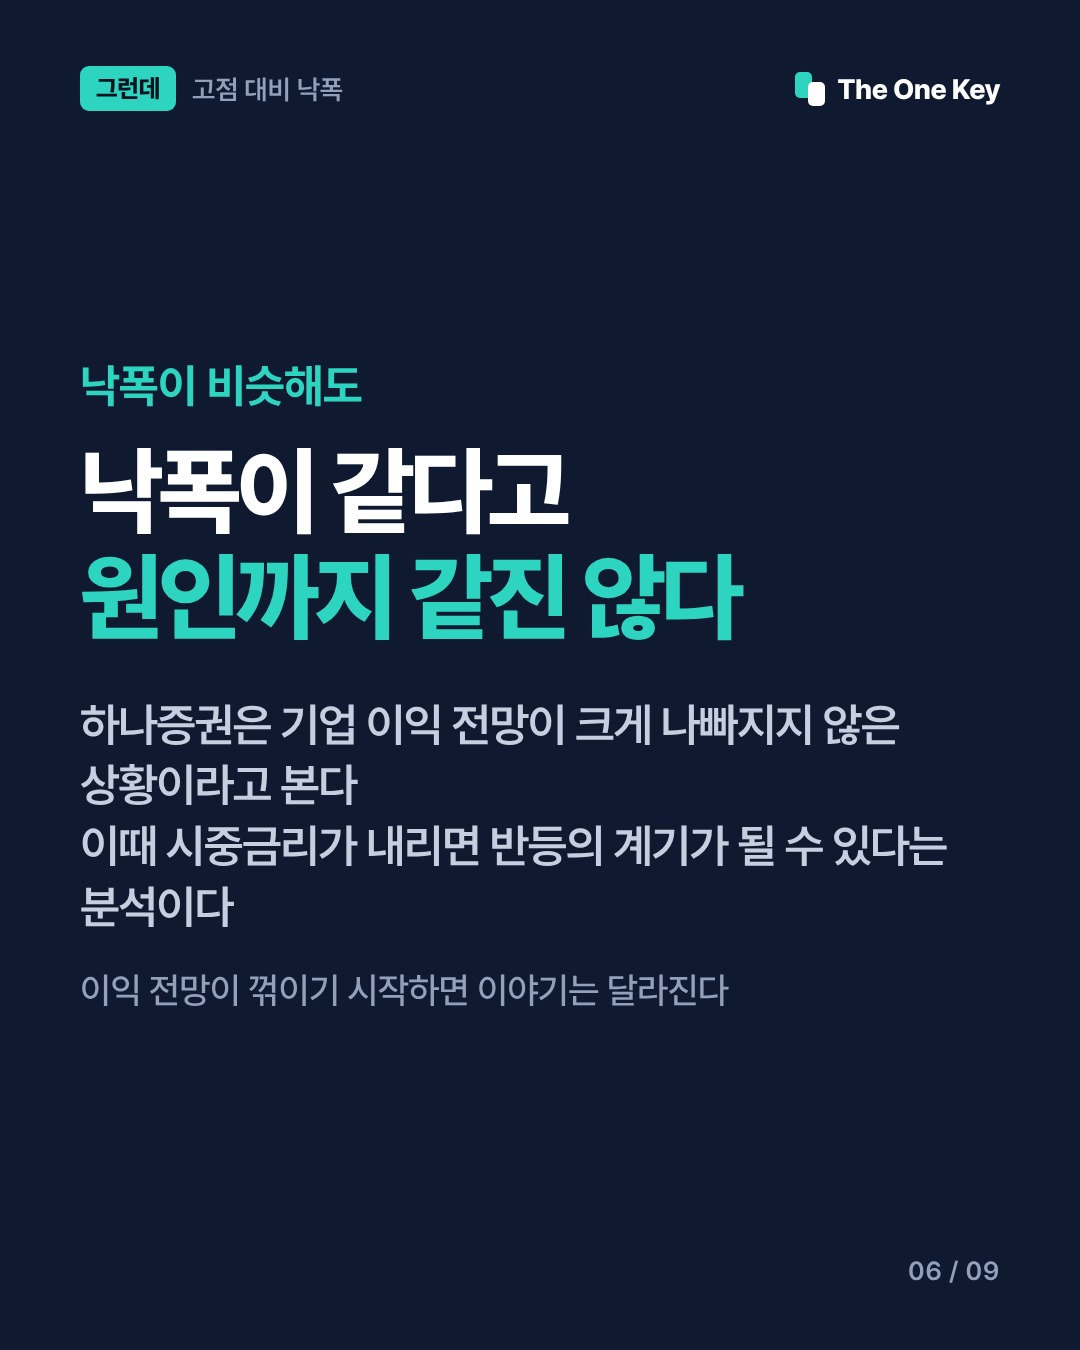 그런데 고점 대비 낙폭
The One Key
낙폭이 비슷해도
낙폭이 같다고
원인까지 같진 않다
하나증권은 기업 이익 전망이 크게 나빠지지 않은
상황이라고 본다
이때 시중금리가 내리면 반등의 계기가 될 수 있다는
분석이다
이익 전망이 꺾이기 시작하면 이야기는 달라진다
06 / 09